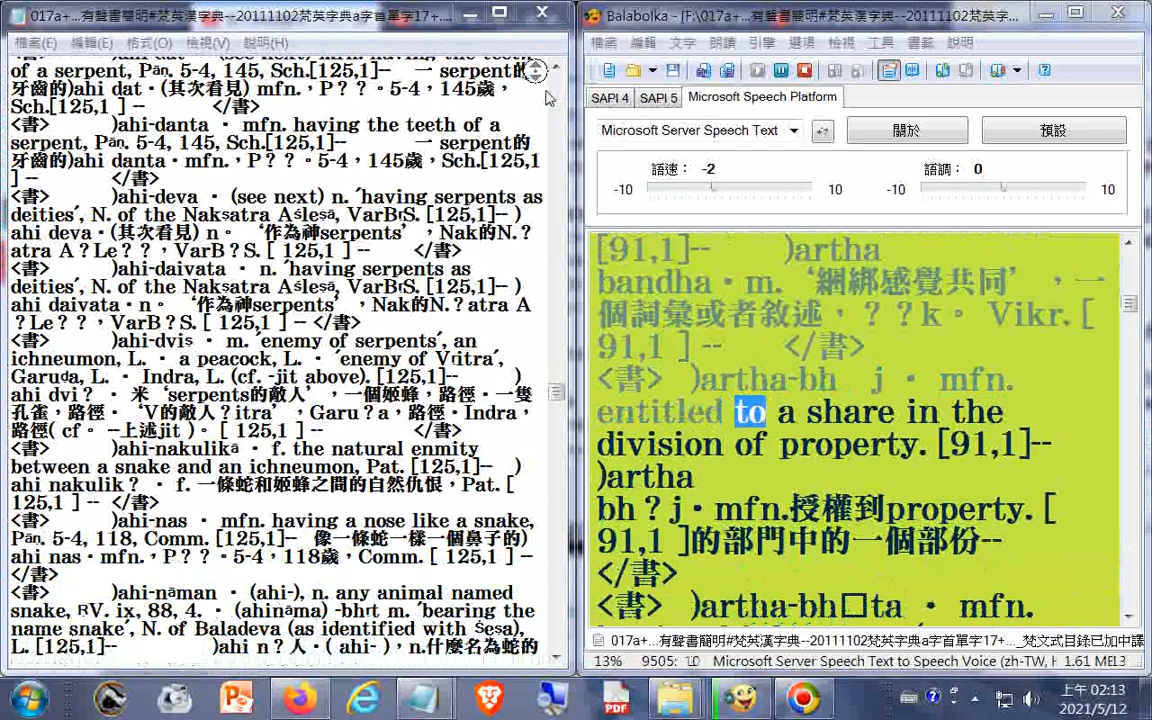 017a+...有聲書簡明#梵英漢字典--20111102梵英字典a字首單字17+...
檔案(E) 編輯(E) 格式(O) 檢視(V) 說明(H)
of a serpent, Pāṇ. 5-4, 145, Sch.[125,1]-- 一 serpent的
牙齒的)ahi dat・(其次看見) mfn.，P？？。5-4，145歲，
Sch.[125,1 ] -- </書>
<書> )ahi-danta ・ mfn. having the teeth of a
serpent, Pāṇ. 5-4, 145, Sch.[125,1]-- 一 serpent的
牙齒的)ahi danta・mfn.，P？？。5-4，145歲，Sch.[125,1
] -- </書>
<書> )ahi-deva ・ (see next) n. 'having serpents as
deities', N. of the Nakṣatra Aśleṣā, VarBṛS. [125,1]-- )
ahi deva・(其次看見) n。‘作為神serpents’，Nak的N.？
atra A？Le？？，VarB？S. [ 125,1] -- </書>
<書> )ahi-daivata ・ n. 'having serpents as
deities', N. of the Nakṣatra Aśleṣā, VarBṛS. [125,1]-- )
ahi daivata・n。‘作為神serpents’，Nak的N.？atra A
？Le？？，VarB？S. [ 125,1] -- </書>
<書> )ahi-dviṣ ・ m. 'enemy of serpents', an
ichneumon, L. ・ a peacock, L. ・ 'enemy of Vṛitra',
Garuḍa, L. ・ Indra, L. (cf. -jit above). [125,1]-- )
ahi dvi？ ・ 米‘serpents的敵人’，一個姬蜂，路徑・一隻
孔雀，路徑・‘V的敵人？itra’，Garu？a，路徑・Indra，
路徑( cf。--上述jit )。[ 125,1 ] -- </書>
<書> )ahi-nakulikā ・ f. the natural enmity
between a snake and an ichneumon, Pat. [125,1]-- )
ahi nakulik？ ・ f. 一條蛇和姬蜂之間的自然仇恨，Pat. [
125,1 ] -- </書>
<書> )ahi-nas ・ mfn. having a nose like a snake,
Pāṇ. 5-4, 118, Comm. [125,1]-- 像一條蛇一樣一個鼻子的)
ahi nas・mfn.，P？？。5-4，118歲，Comm. [ 125,1 ] --
</書>
<書> )ahi-nāman ・ (ahi-), n. any animal named
snake, RV. ix, 88, 4. ・ (ahināma) -bhṛt m. 'bearing the
name snake', N. of Baladeva (as identified with Śeṣa),
L. [125,1]-- )ahi n？人・( ahi- )，n.什麼名為蛇的
Balabolka - [F:\017a+...有聲書簡明#梵英漢字典--20111102梵英字...
檔案 編輯 文字 朗讀 引擎 選項 檢視 工具 書籤 說明
SAPI 4 SAPI 5 Microsoft Speech Platform
Microsoft Server Speech Text 關於 預設
語速： -2 語調： 0
-10 10 -10 10
[91,1]-- )artha
bandha・m.‘綑綁感覺共同’，一
個詞彙或者敘述，？？k。 Vikr. [
91,1 ] -- </書>
<書> )artha-bh j ・ mfn.
entitled to a share in the
division of property. [91,1]--
)artha
bh？j・mfn.授權到property. [
91,1 ]的部門中的一個部份--
</書>
<書> )artha-bh□ta ・ mfn.
017a+...有聲書簡明#梵英漢字典--20111102梵英字典a字首單字17+..._梵文式目錄已加中譯
13% 9505: 10 Microsoft Server Speech Text to Speech Voice (zh-TW, H 1.61 МБ
上午 02:13
2021/5/12